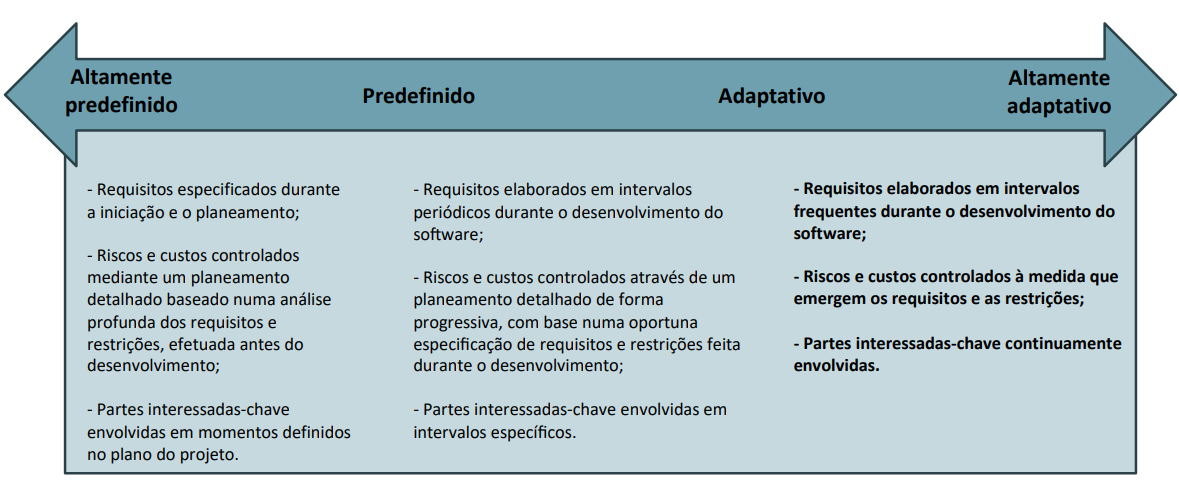 Altamente
predefinido
Predefinido
Adaptativo
Altamente
adaptativo
- Requisitos especificados durante
a iniciação e o planeamento;
- Riscos e custos controlados
mediante um planeamento
detalhado baseado numa análise
profunda dos requisitos e
restrições, efetuada antes do
desenvolvimento;
- Partes interessadas-chave
envolvidas em momentos definidos
no plano do projeto.
- Requisitos elaborados em intervalos
periódicos durante o desenvolvimento do
software;
- Riscos e custos controlados através de um
planeamento detalhado de forma
progressiva, com base numa oportuna
especificação de requisitos e restrições feita
durante o desenvolvimento;
- Partes interessadas-chave envolvidas em
intervalos específicos.
- Requisitos elaborados em intervalos
frequentes durante o desenvolvimento do
software;
- Riscos e custos controlados à medida que
emergem os requisitos e as restrições;
- Partes interessadas-chave continuamente
envolvidas.